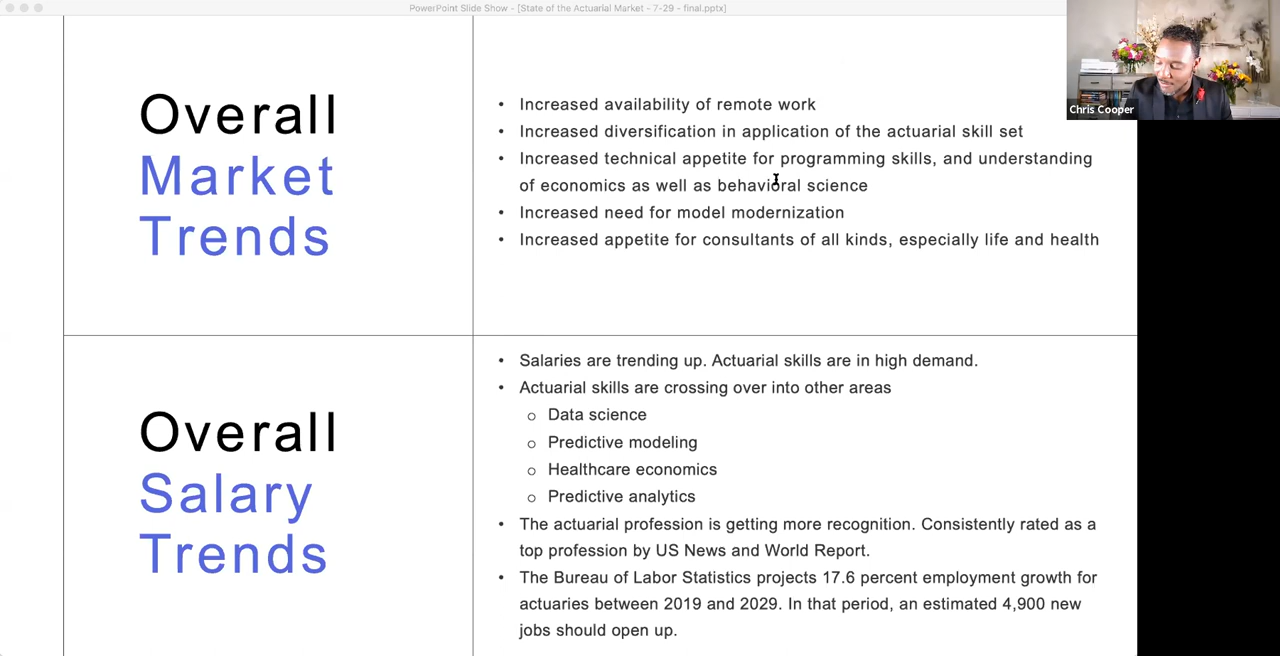 PowerPoint Slide Show - [State of the Actuarial Market - 7-29 - final.pptx]
Chris Cooper
Overall
Market
Trends
• Increased availability of remote work
• Increased diversification in application of the actuarial skill set
• Increased technical appetite for programming skills, and understanding
of economics as well as behavioral science
• Increased need for model modernization
• Increased appetite for consultants of all kinds, especially life and health
Overall
Salary
Trends
• Salaries are trending up. Actuarial skills are in high demand.
• Actuarial skills are crossing over into other areas
o Data science
o Predictive modeling
o Healthcare economics
o Predictive analytics
• The actuarial profession is getting more recognition. Consistently rated as a
top profession by US News and World Report.
• The Bureau of Labor Statistics projects 17.6 percent employment growth for
actuaries between 2019 and 2029. In that period, an estimated 4,900 new
jobs should open up.